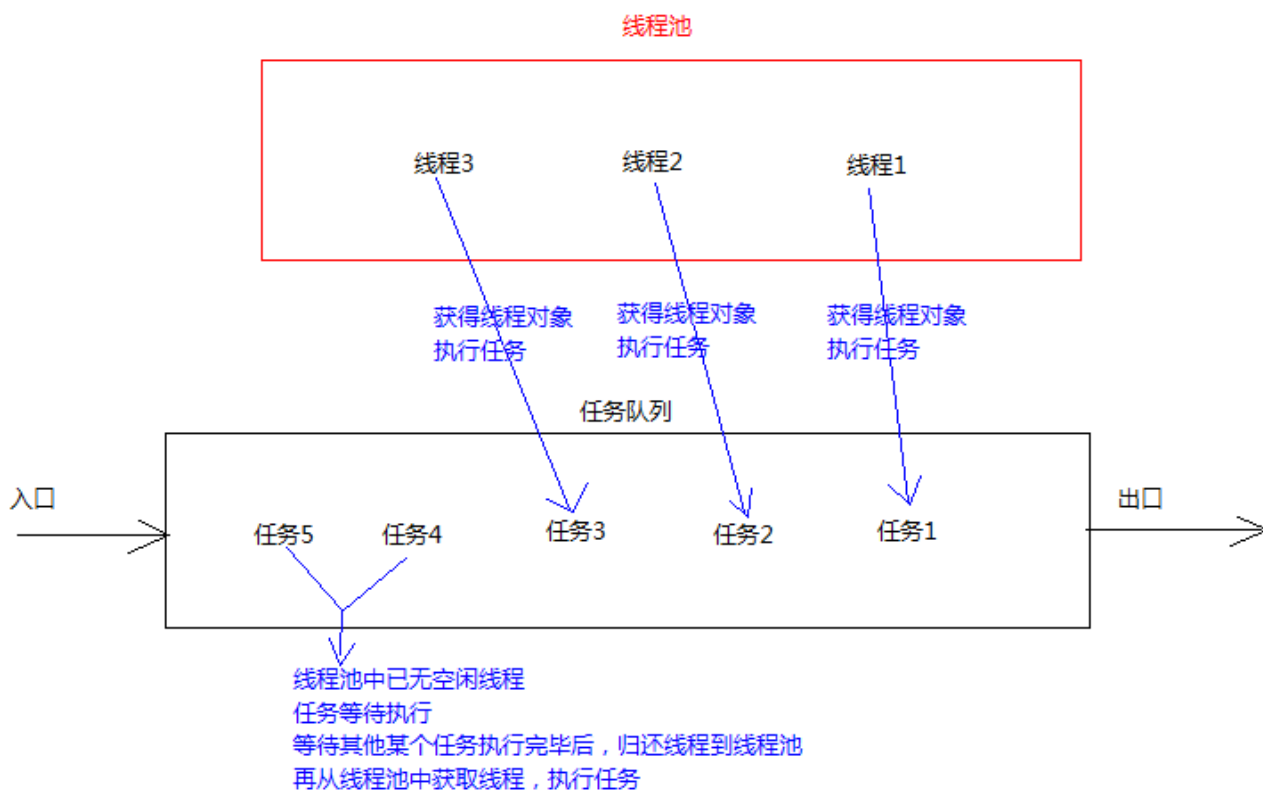 线程池
线程3
线程2
线程1
获得线程对象
执行任务
获得线程对象
执行任务
获得线程对象
执行任务
任务队列
入口
出口
任务5
任务4
任务3
任务2
任务1
线程池中已无空闲线程
任务等待执行
等待其他某个任务执行完毕后，归还线程到线程池
再从线程池中获取线程，执行任务